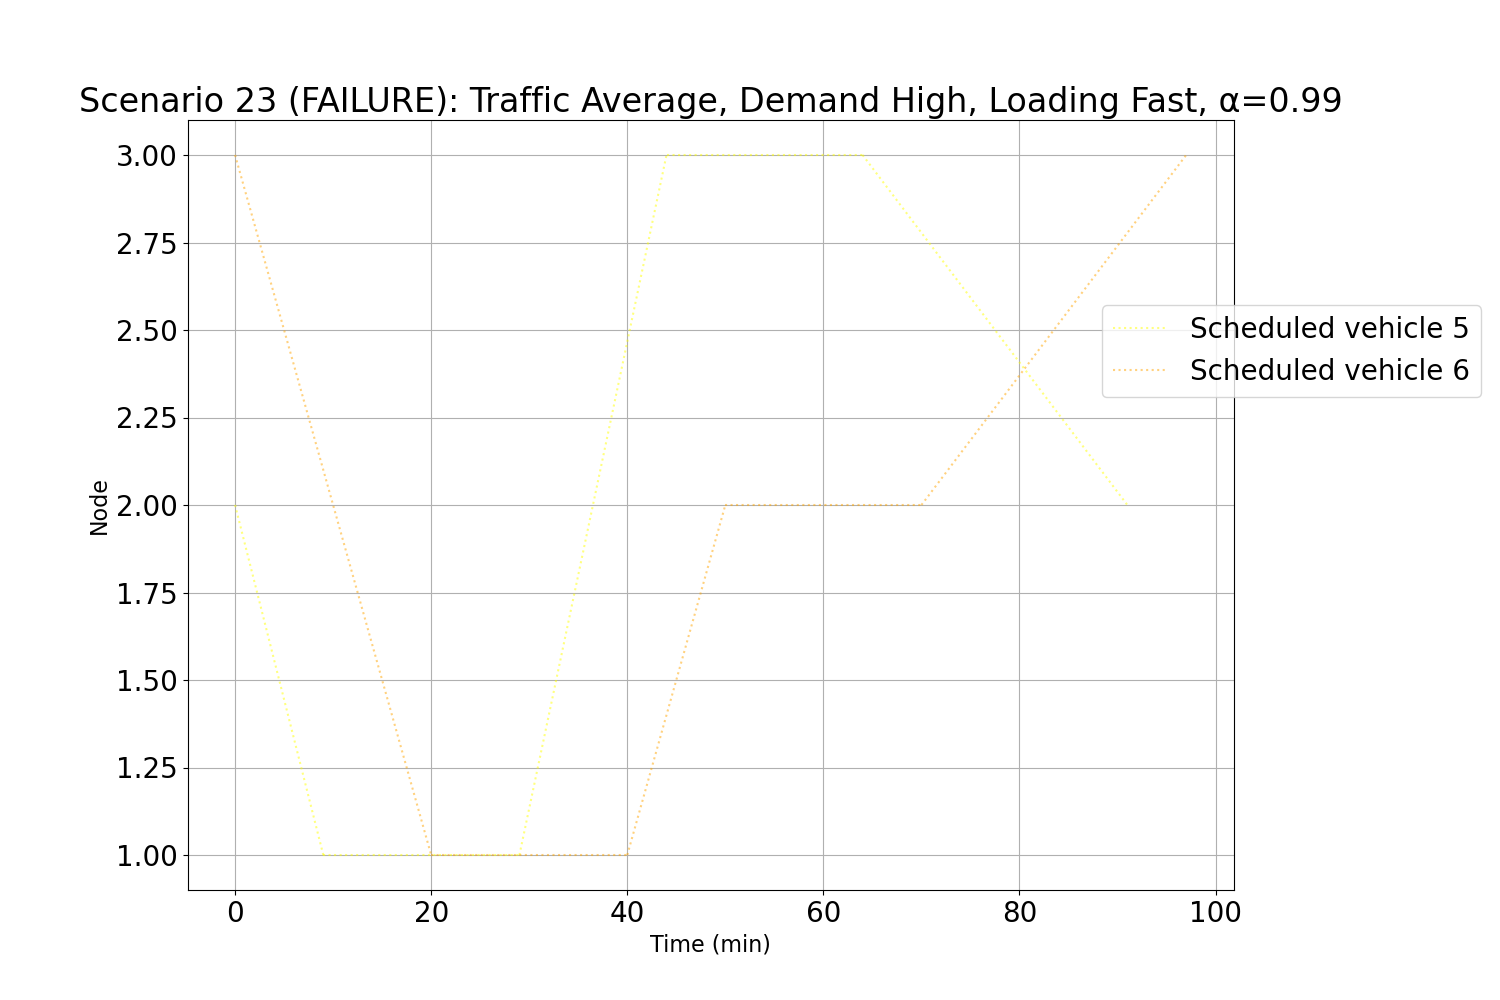 Scenario 23 (FAILURE): Traffic Average, Demand High, Loading Fast, α=0.99
3.00
2.75
2.50
2.25
2.00
1.75
1.50
1.25
1.00
Node
0 20 40 60 80 100
Time (min)
Scheduled vehicle 5
Scheduled vehicle 6